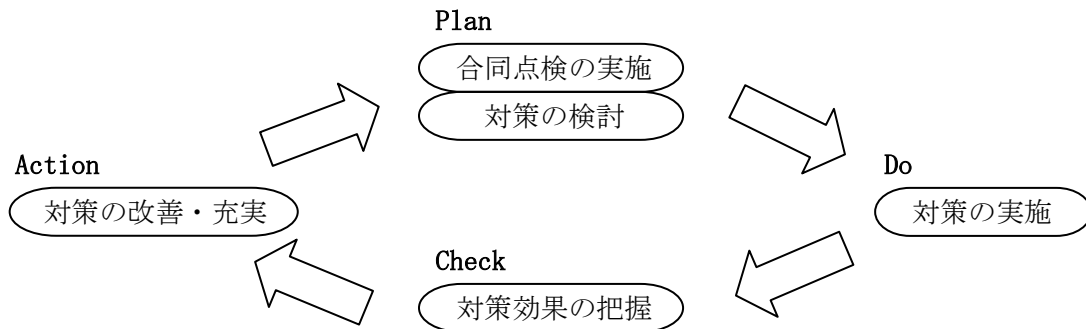 Plan
合同点検の実施
対策の検討
Do
対策の実施
Check
対策効果の把握
Action
対策の改善・充実